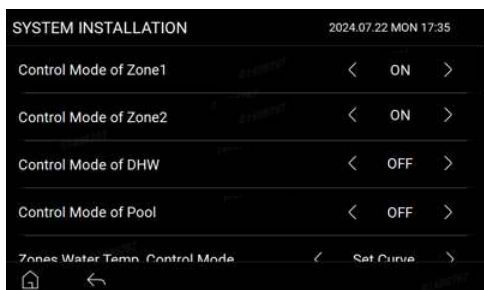 SYSTEM INSTALLATION 2024.07.22 MON 17:35
Control Mode of Zone1 < ON >
Control Mode of Zone2 < ON >
Control Mode of DHW < OFF >
Control Mode of Pool < OFF >
Zones Water Temp. Control Mode < Set Curve >